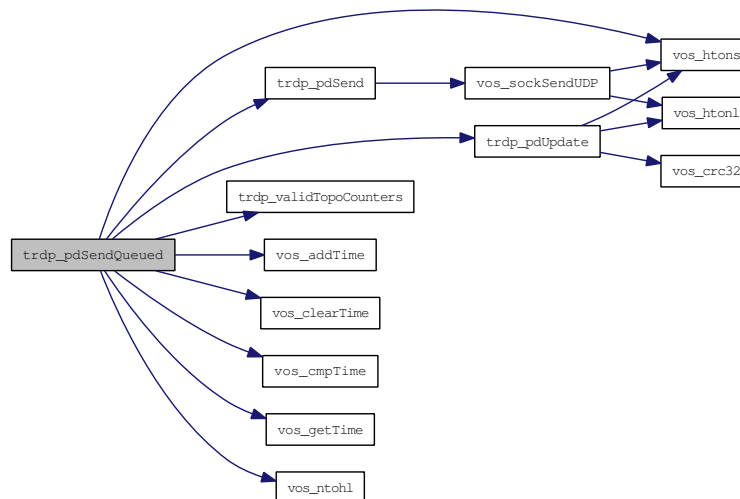 vos_htons
trdp_pdSend
vos_sockSendUDP
vos_htonl
trdp_pdUpdate
vos_crc32
trdp_validTopoCounters
trdp_pdSendQueued
vos_addTime
vos_clearTime
vos_cmpTime
vos_getTime
vos_ntohl